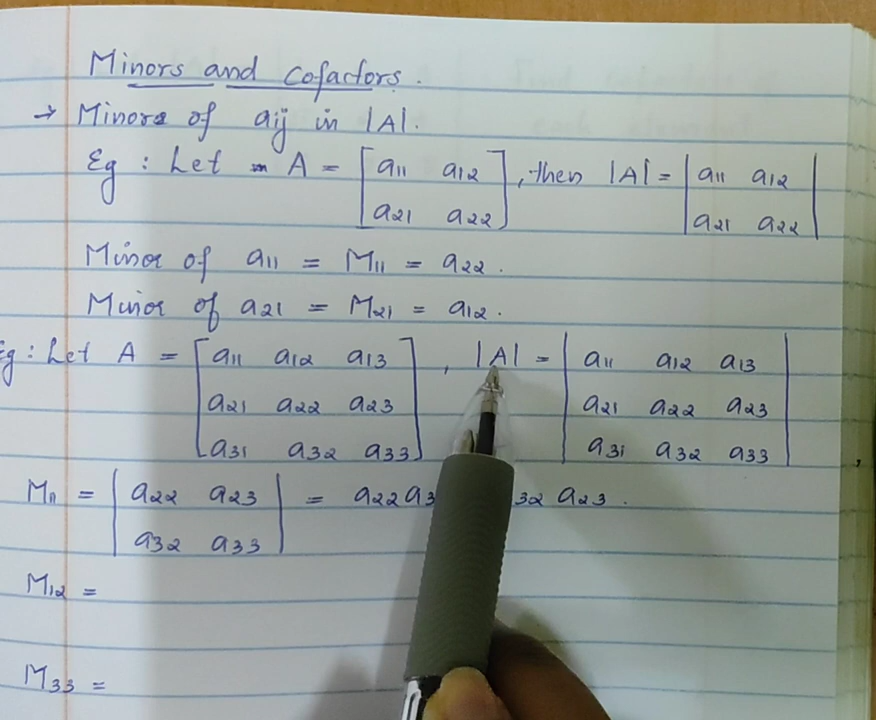 Minors and Cofactors.
→ Minors of aij in |A|.
Eg : Let A = [a11 a12], then |A| = |a11 a12|
[a21 a22] |a21 a22|
Minor of a11 = M11 = a22.
Minor of a21 = M21 = a12.
Eg : Let A = [a11 a12 a13], |A| = |a11 a12 a13|
[a21 a22 a23] |a21 a22 a23|
[a31 a32 a33] |a31 a32 a33|,
M11 = |a22 a23| = a22 a3 32 a23.
|a32 a33|
M12 =
M33 =